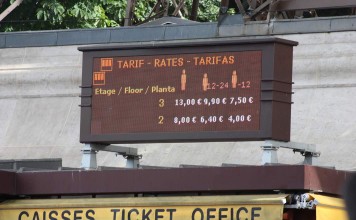 TARIF - RATES - TARIFAS
12-24 -12
Etage / Floor / Planta
3 13,00 € 9,90 € 7,50 €
2 8,00 € 6,40 € 4,00 €
CAISSES TICKET OFFICE